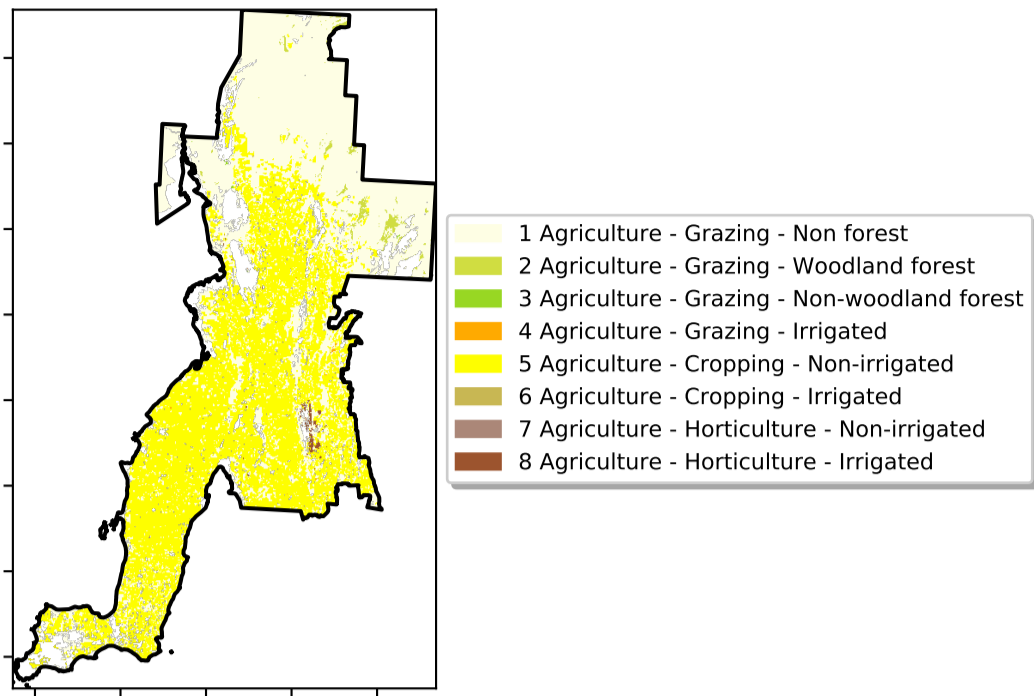 1 Agriculture - Grazing - Non forest
2 Agriculture - Grazing - Woodland forest
3 Agriculture - Grazing - Non-woodland forest
4 Agriculture - Grazing - Irrigated
5 Agriculture - Cropping - Non-irrigated
6 Agriculture - Cropping - Irrigated
7 Agriculture - Horticulture - Non-irrigated
8 Agriculture - Horticulture - Irrigated